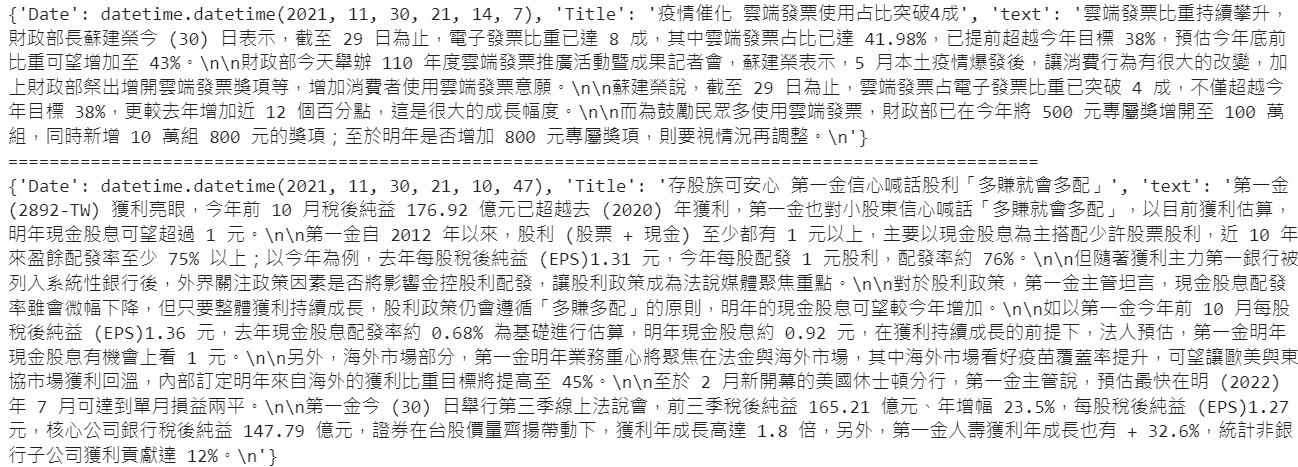 {'Date': datetime.datetime(2021, 11, 30, 21, 14, 7), 'Title': '疫情催化 雲端發票使用占比突破4成', 'text': '雲端發票比重持續攀升，
財政部長蘇建榮今 (30) 日表示，截至 29 日為止，電子發票比重已達 8 成，其中雲端發票占比已達 41.98%，已提前超越今年目標 38%，預估今年底前
比重可望增加至 43%。\n\n財政部今天舉辦 110 年度雲端發票推廣活動暨成果記者會，蘇建榮表示，5 月本土疫情爆發後，讓消費行為有很大的改變，加
上財政部祭出增開雲端發票獎項等，增加消費者使用雲端發票意願。\n\n蘇建榮說，截至 29 日為止，雲端發票占電子發票比重已突破 4 成，不僅超越今
年目標 38%，更較去年增加近 12 個百分點，這是很大的成長幅度。\n\n而為鼓勵民眾多使用雲端發票，財政部已在今年將 500 元專屬獎增開至 100 萬
組，同時新增 10 萬組 800 元的獎項；至於明年是否增加 800 元專屬獎項，則要視情況再調整。\n'}
====================================================================================================
{'Date': datetime.datetime(2021, 11, 30, 21, 10, 47), 'Title': '存股族可安心 第一金信心喊話股利「多賺就會多配」', 'text': '第一金
(2892-TW) 獲利亮眼，今年前 10 月稅後純益 176.92 億元已超越去 (2020) 年獲利，第一金也對小股東信心喊話「多賺就會多配」，以目前獲利估算，
明年現金股息可望超過 1 元。\n\n第一金自 2012 年以來，股利 (股票 + 現金) 至少都有 1 元以上，主要以現金股息為主搭配少許股票股利，近 10 年
來盈餘配發率至少 75% 以上；以今年為例，去年每股稅後純益 (EPS)1.31 元，今年每股配發 1 元股利，配發率約 76%。\n\n但隨著獲利主力第一銀行被
列入系統性銀行後，外界關注政策因素是否將影響金控股利配發，讓股利政策成為法說媒體聚焦重點。\n\n對於股利政策，第一金主管坦言，現金股息配發
率雖會微幅下降，但只要整體獲利持續成長，股利政策仍會遵循「多賺多配」的原則，明年的現金股息可望較今年增加。\n\n如以第一金今年前 10 月每股
稅後純益 (EPS)1.36 元，去年現金股息配發率約 0.68% 為基礎進行估算，明年現金股息約 0.92 元，在獲利持續成長的前提下，法人預估，第一金明年
現金股息有機會上看 1 元。\n\n另外，海外市場部分，第一金明年業務重心將聚焦在法金與海外市場，其中海外市場看好疫苗覆蓋率提升，可望讓歐美與東
協市場獲利回溫，內部訂定明年來自海外的獲利比重目標將提高至 45%。\n\n至於 2 月新開幕的美國休士頓分行，第一金主管說，預估最快在明 (2022)
年 7 月可達到單月損益兩平。\n\n第一金今 (30) 日舉行第三季線上法說會，前三季稅後純益 165.21 億元、年增幅 23.5%，每股稅後純益 (EPS)1.27
元，核心公司銀行稅後純益 147.79 億元，證券在台股價量齊揚帶動下，獲利年成長高達 1.8 倍，另外，第一金人壽獲利年成長也有 + 32.6%，統計非銀
行子公司獲利貢獻達 12%。\n'}